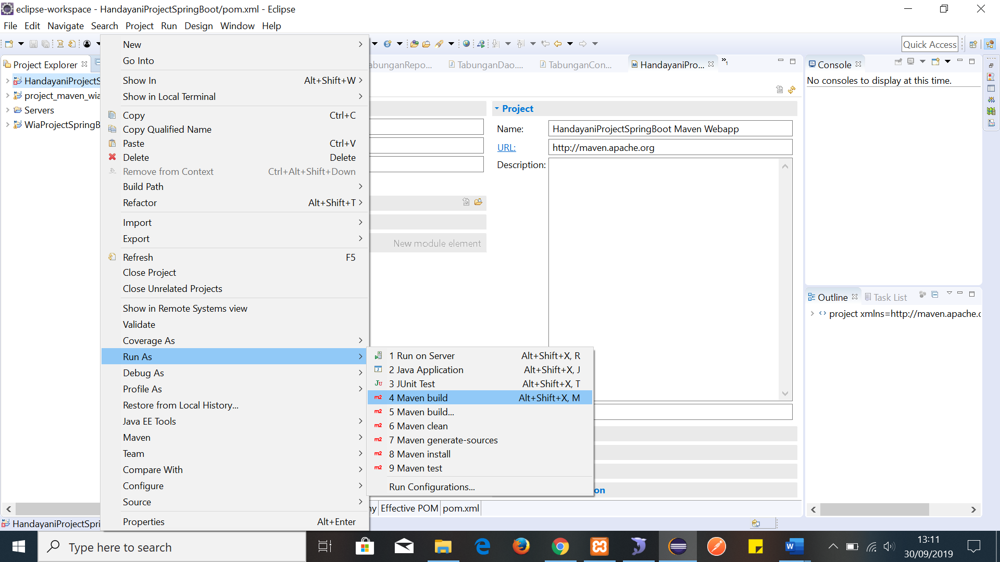 eclipse-workspace - HandayaniProjectSpringBoot/pom.xml - Eclipse
File Edit Navigate Search Project Run Design Window Help
Quick Access
Project Explorer
HandayaniProjectS
project_maven_wia
Servers
WiaProjectSpringB
New
Go Into
Show In Alt+Shift+W
Show in Local Terminal
Copy Ctrl+C
Copy Qualified Name
Paste Ctrl+V
Delete Delete
Remove from Context Ctrl+Alt+Shift+Down
Build Path
Refactor Alt+Shift+T
Import
Export
Refresh F5
Close Project
Close Unrelated Projects
Show in Remote Systems view
Validate
Coverage As
Run As
Debug As
Profile As
Restore from Local History...
Java EE Tools
Maven
Team
Compare With
Configure
Source
Properties Alt+Enter
1 Run on Server Alt+Shift+X, R
2 Java Application Alt+Shift+X, J
3 JUnit Test Alt+Shift+X, T
4 Maven build Alt+Shift+X, M
5 Maven build...
6 Maven clean
7 Maven generate-sources
8 Maven install
9 Maven test
Run Configurations...
abunganRepo... TabunganDao.... TabunganCon... HandayaniPro... »1
New module element
Project
Name: HandayaniProjectSpringBoot Maven Webapp
URL: http://maven.apache.org
Description:
on
ny Effective POM pom.xml
Console
No consoles to display at this time.
Outline Task List
project xmlns=http://maven.apache.o
HandayaniProjectSpri
Type here to search
13:11
30/09/2019